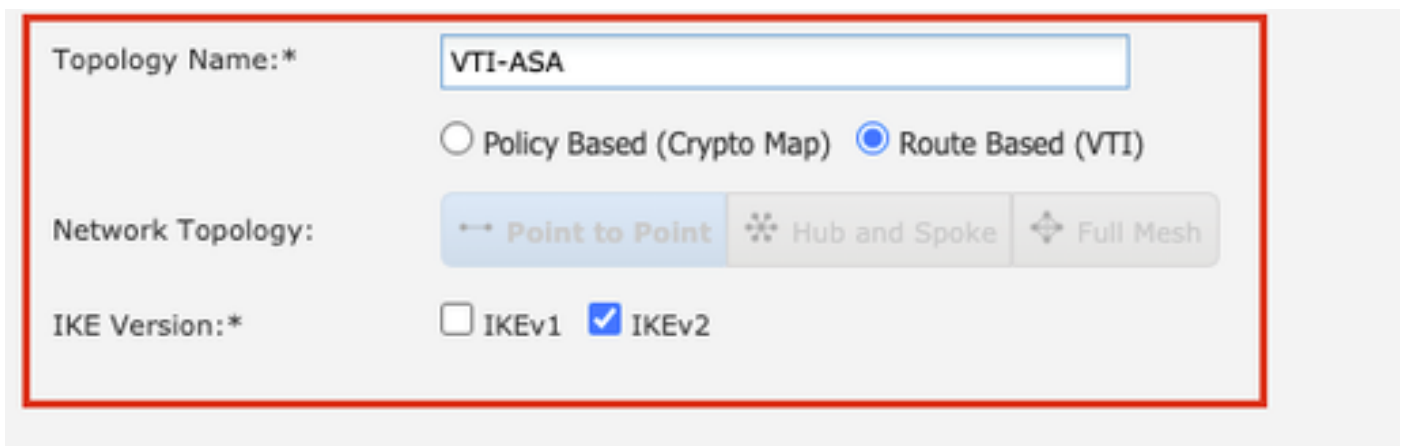 Topology Name:* VTI-ASA
Policy Based (Crypto Map) Route Based (VTI)
Network Topology: Point to Point Hub and Spoke Full Mesh
IKE Version:* IKEv1 IKEv2